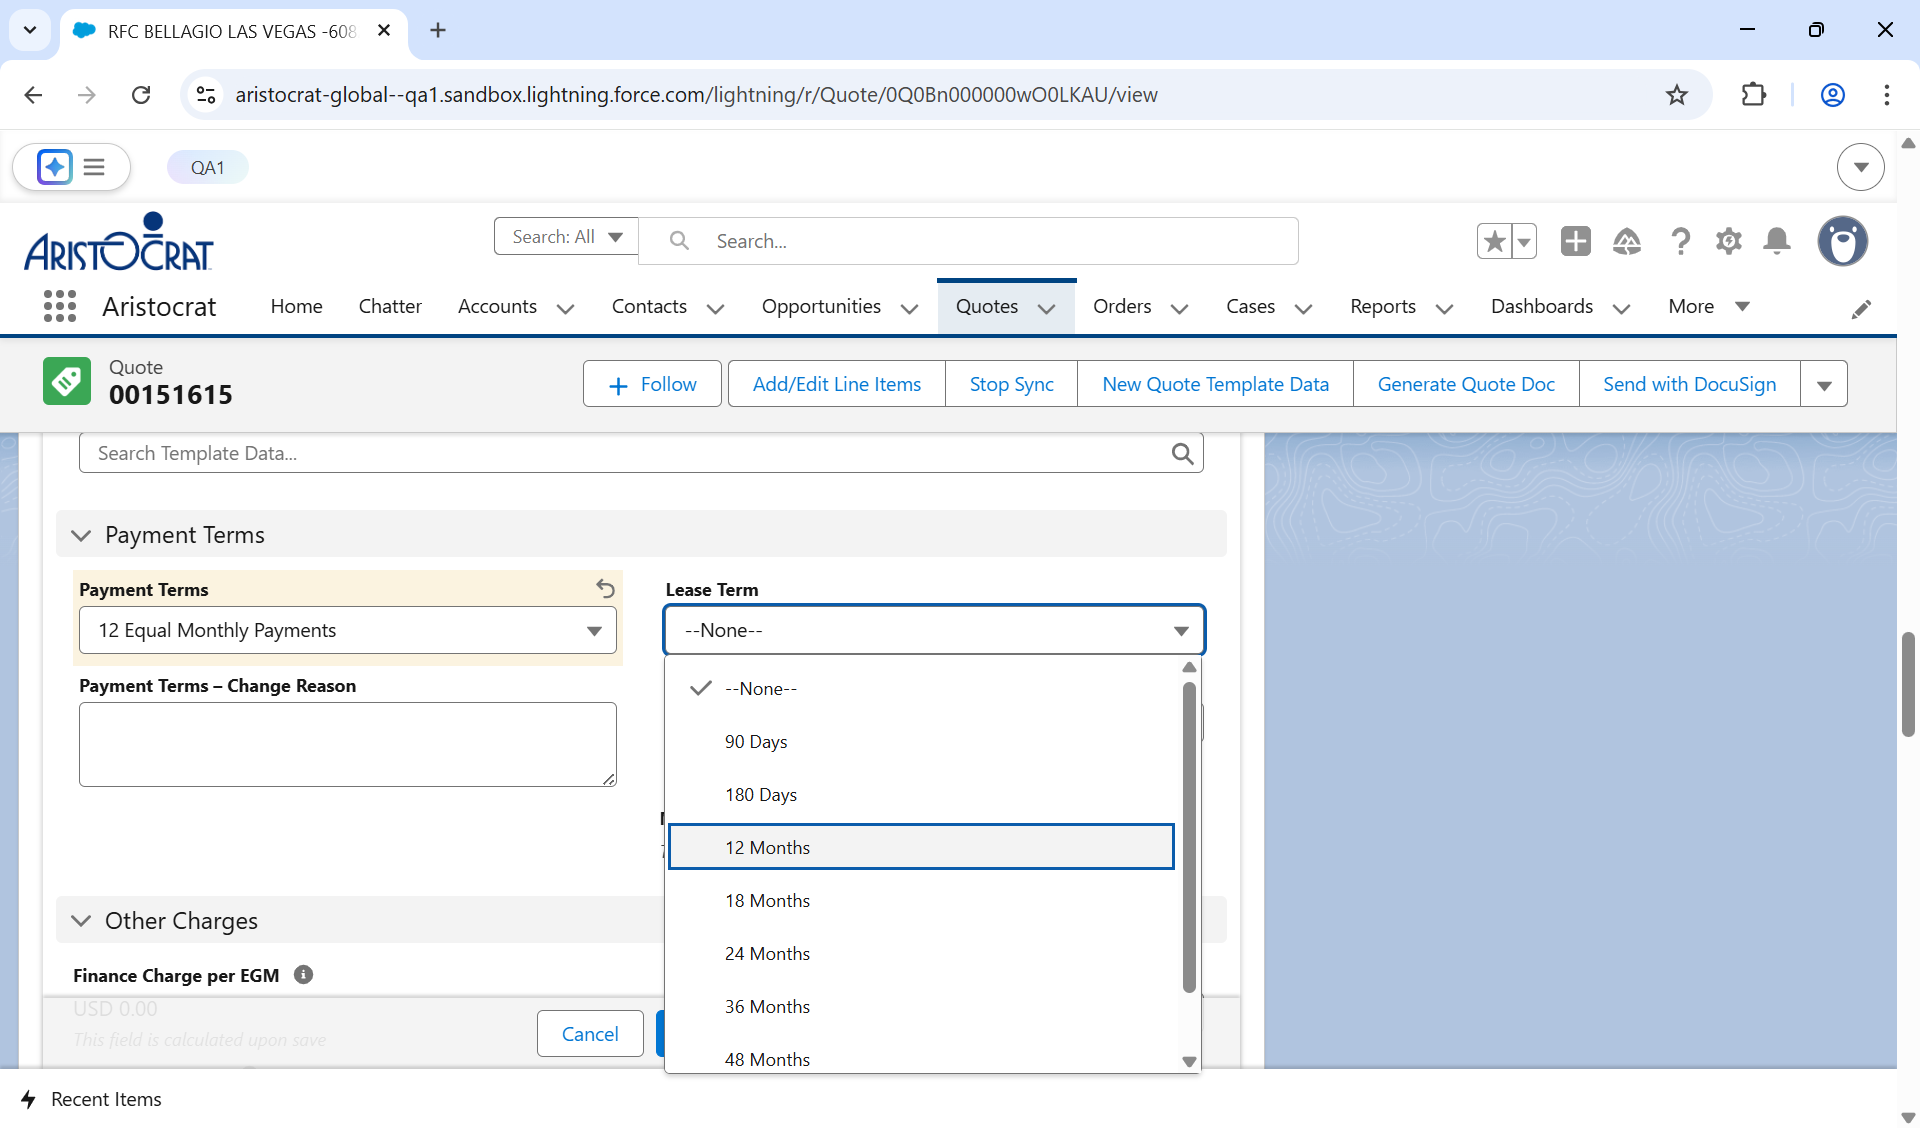 RFC BELLAGIO LAS VEGAS -608
aristocrat-global--qa1.sandbox.lightning.force.com/lightning/r/Quote/0Q0Bn000000wO0LKAU/view
QA1
ARISTOCRAT
Search: All
Search...
Aristocrat
Home
Chatter
Accounts
Contacts
Opportunities
Quotes
Orders
Cases
Reports
Dashboards
More
Quote
00151615
Follow
Add/Edit Line Items
Stop Sync
New Quote Template Data
Generate Quote Doc
Send with DocuSign
Search Template Data...
Payment Terms
Payment Terms
12 Equal Monthly Payments
Lease Term
--None--
--None--
90 Days
180 Days
12 Months
18 Months
24 Months
36 Months
48 Months
Payment Terms – Change Reason
Other Charges
Finance Charge per EGM
USD 0.00
This field is calculated upon save
Cancel
Recent Items